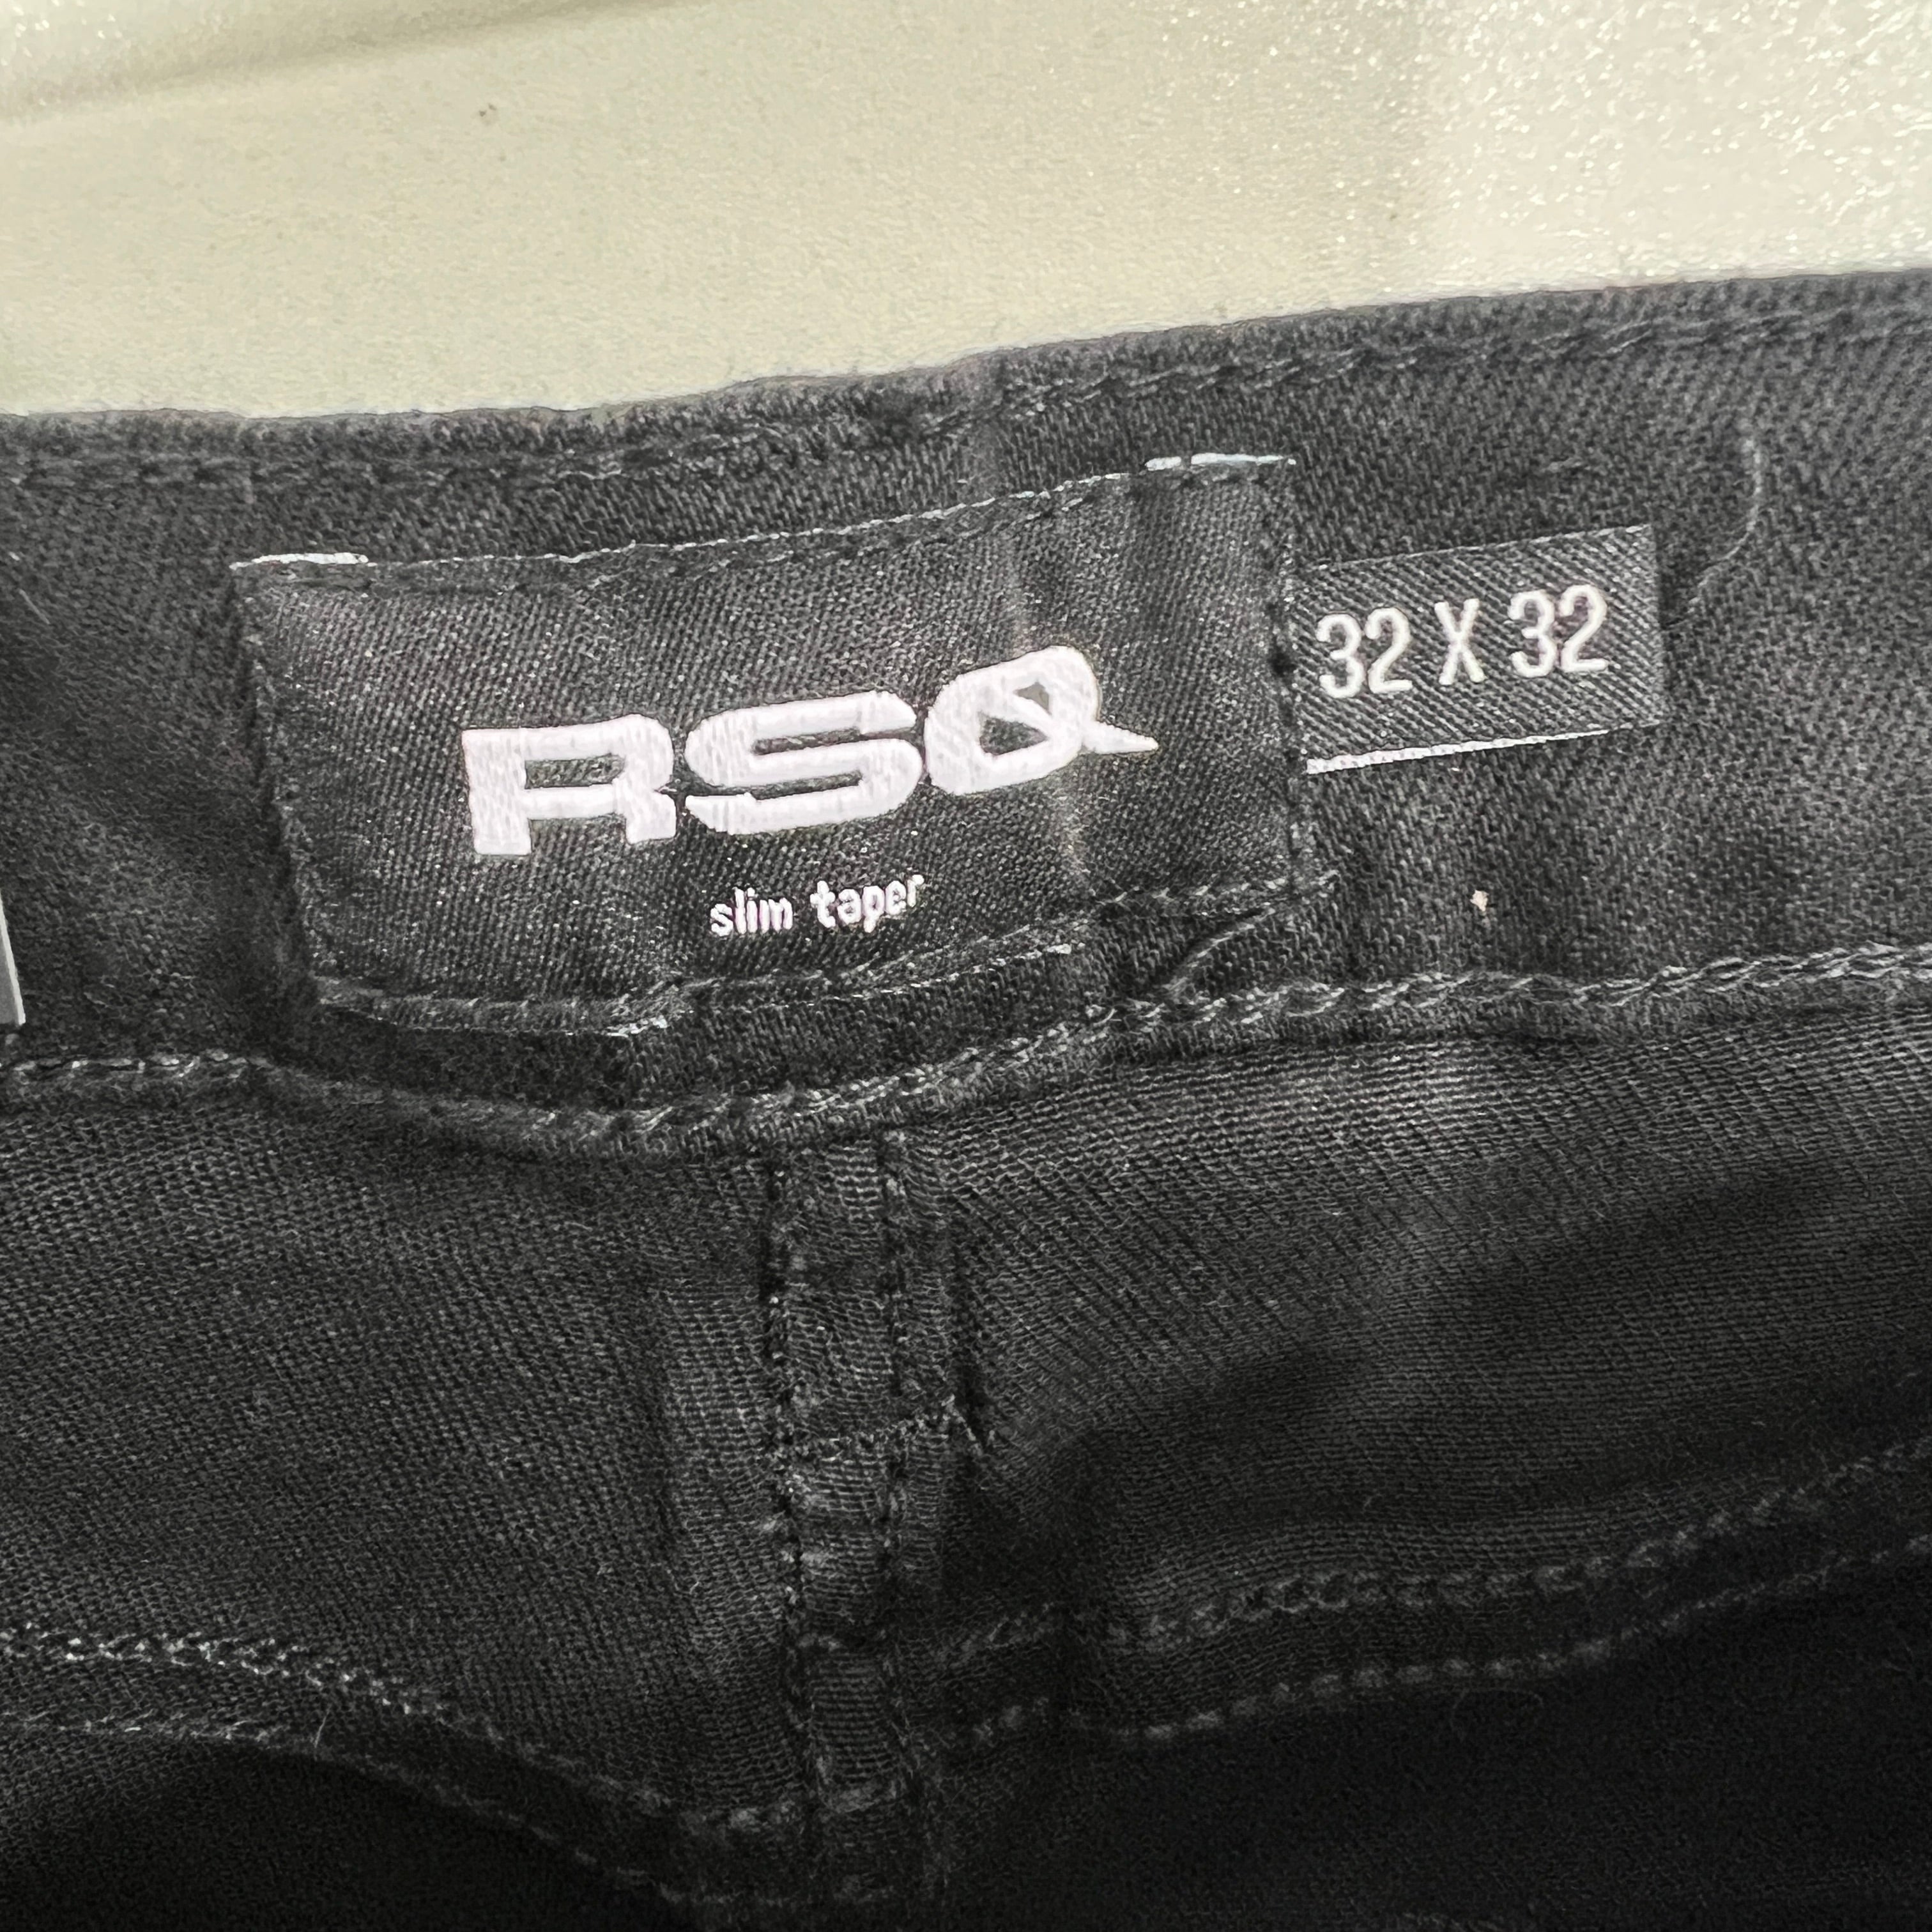 RSQ
slim taper
32 X 32